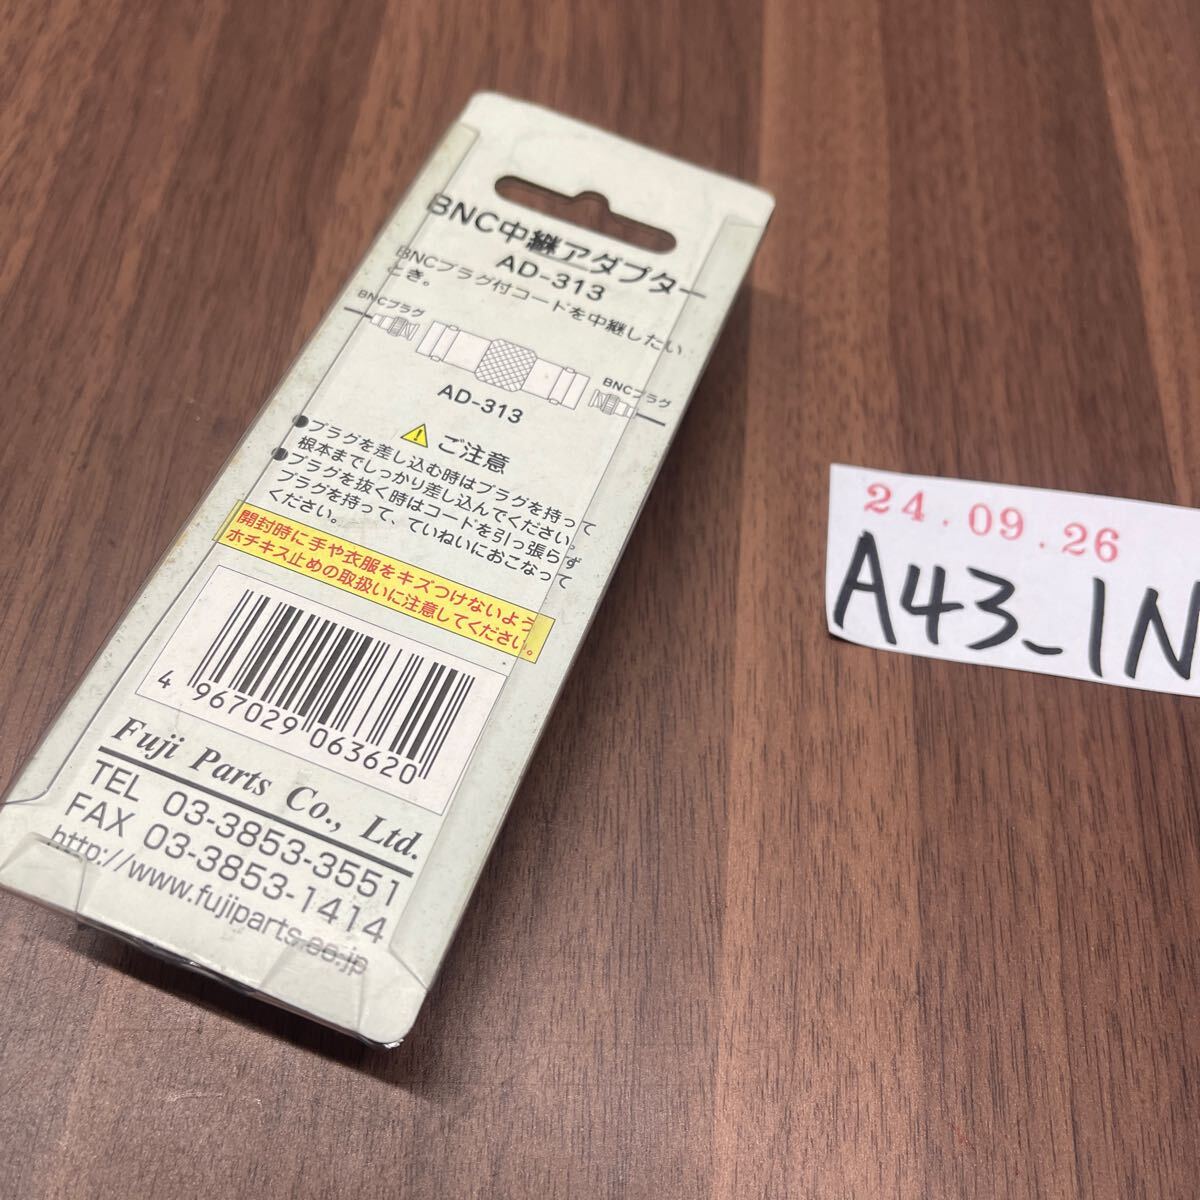 BNC中継アダプター
AD-313
BNCプラグ付コードを中継したい
とき。
BNCプラグ
BNCプラグ
AD-313
ご注意
●プラグを差し込む時はプラグを持って
根本までしっかり差し込んでください。
●プラグを抜く時はコードを引っ張らず
プラグを持って、ていねいにおこなって
ください。
開封時に手や衣服をキズつけないよう
ホチキス止めの取扱いに注意してください。
4 967029 063620
Fuji Parts Co., Ltd.
TEL 03-3853-3551
FAX 03-3853-1414
http://www.fujiparts.co.jp
24.09.26
A43-1N